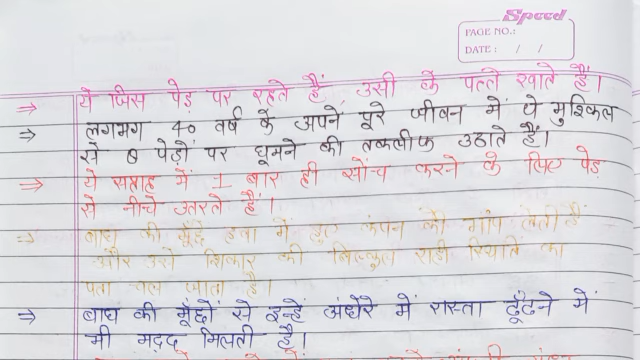 Speed
PAGE NO.:
DATE: / /
ये जिस पेड़ पर रहते हैं, उसी के पत्ते खाते हैं।
⇒ लगभग 40 वर्ष के अपने पूरे जीवन में ये मुश्किल
⇒ से 6 पेड़ों पर घूमने की तकलीफ उठाते हैं।
⇒ ये सप्ताह में 1 बार ही सोंच करने के लिए पेड़
से नीचे उतरते हैं।
⇒ बाघ की मूँछें हवा में हुए कंपन को भांप लेती हैं
और उसे शिकार की बिल्कुल सही स्थिति का
पता चल जाता है।
⇒ बाघ की मूँछों से इन्हें अंधेरे में रास्ता ढूँढने में
भी मदद मिलती है।